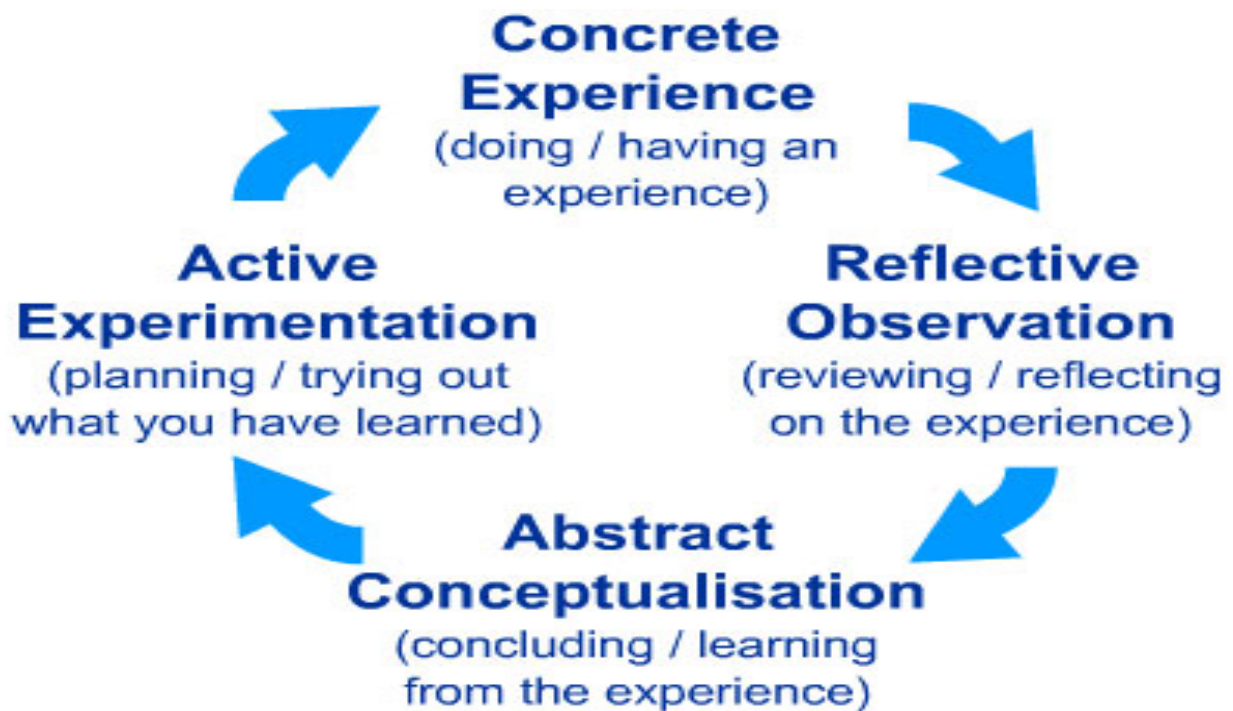 Concrete
Experience
(doing / having an
experience)
Reflective
Observation
(reviewing / reflecting
on the experience)
Abstract
Conceptualisation
(concluding / learning
from the experience)
Active
Experimentation
(planning / trying out
what you have learned)